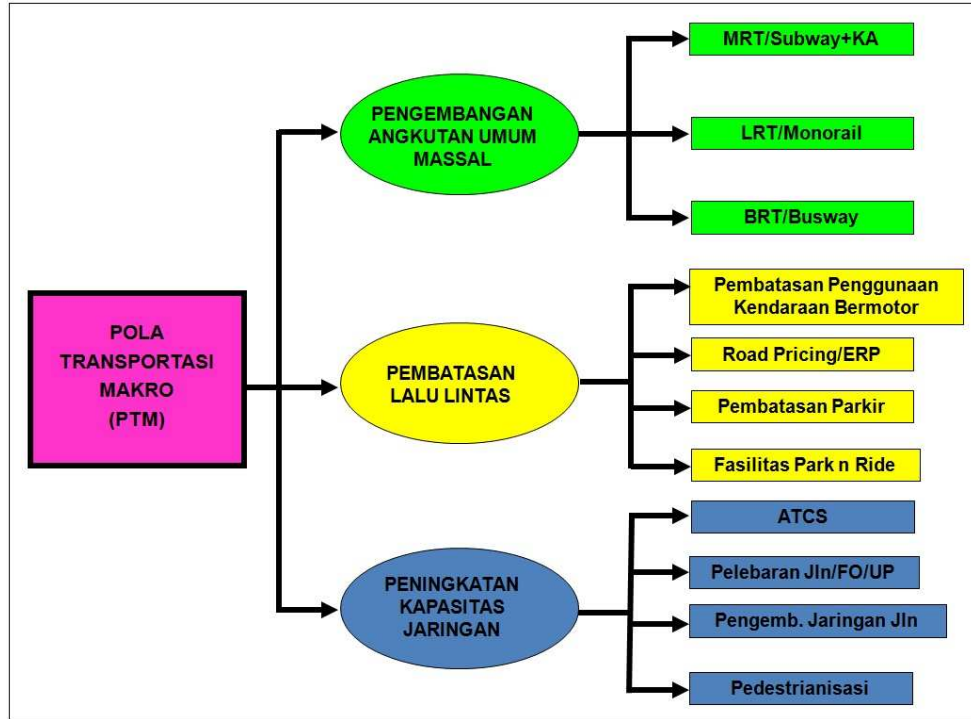 POLA
TRANSPORTASI
MAKRO
(PTM)
PENGEMBANGAN
ANGKUTAN UMUM
MASSAL
MRT/Subway+KA
LRT/Monorail
BRT/Busway
PEMBATASAN
LALU LINTAS
Pembatasan Penggunaan
Kendaraan Bermotor
Road Pricing/ERP
Pembatasan Parkir
Fasilitas Park n Ride
PENINGKATAN
KAPASITAS
JARINGAN
ATCS
Pelebaran Jln/FO/UP
Pengemb. Jaringan Jln
Pedestrianisasi